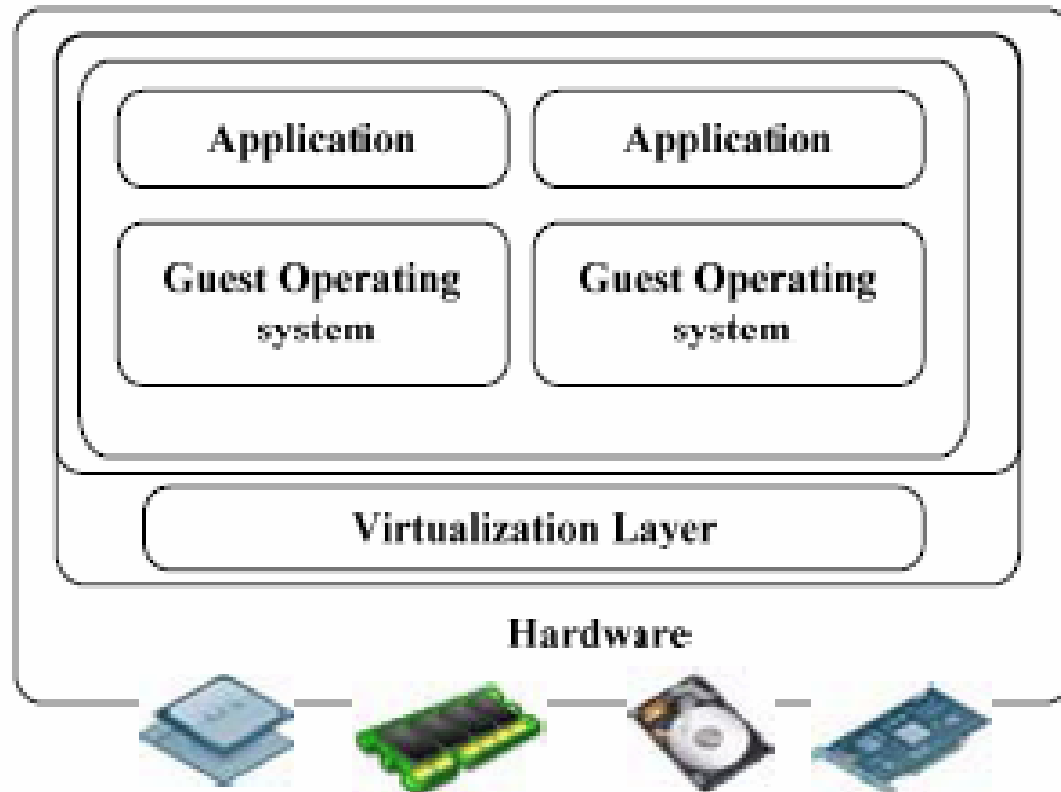 Application
Application
Guest Operating
system
Guest Operating
system
Virtualization Layer
Hardware